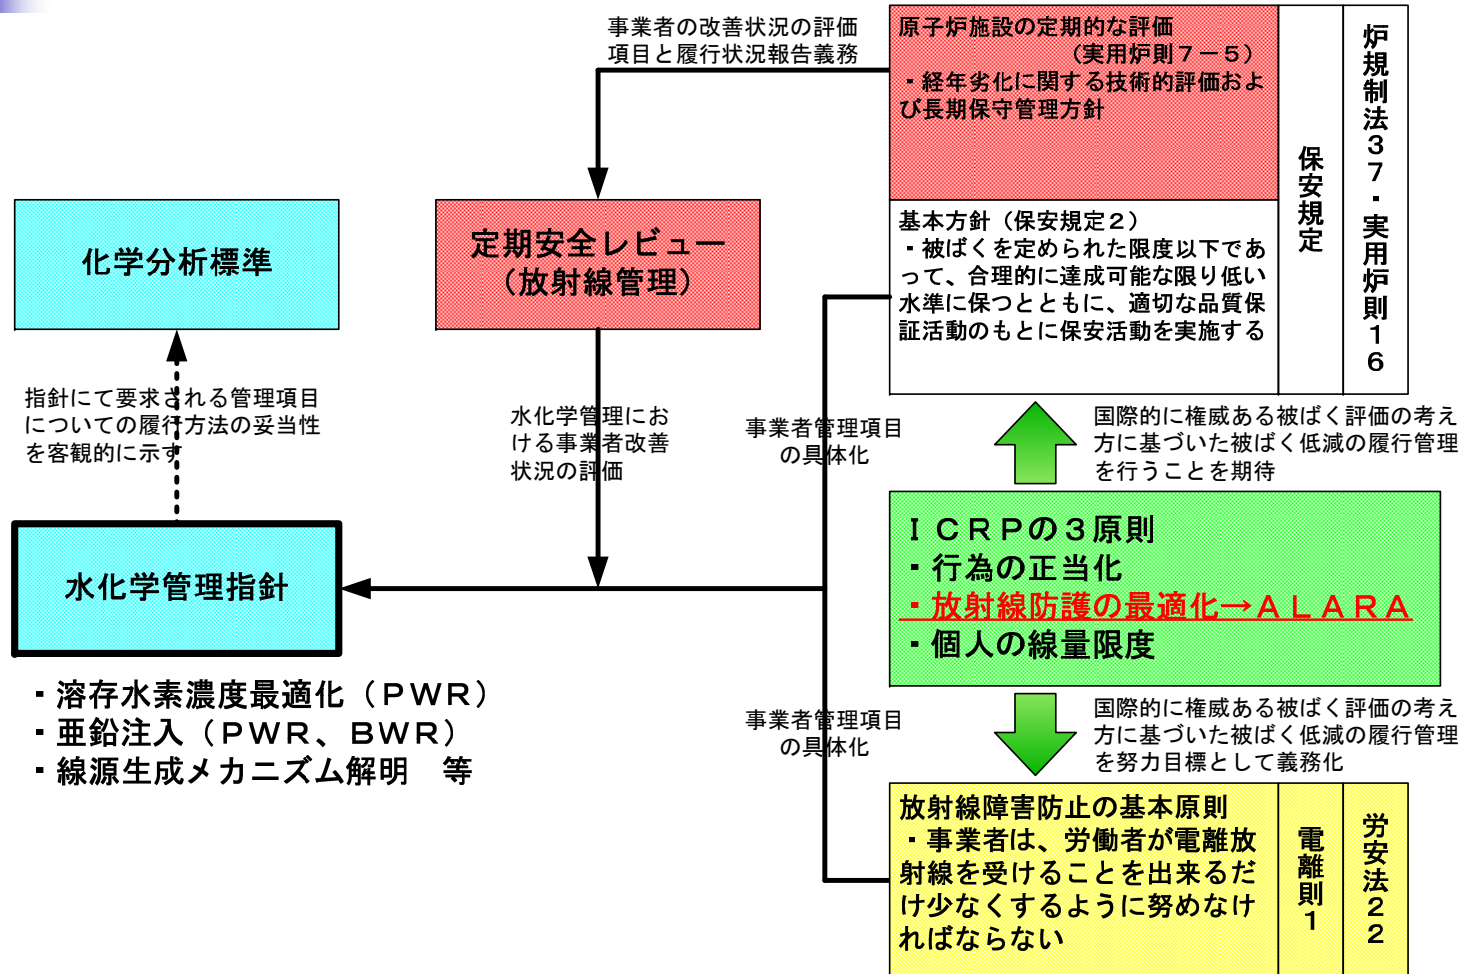 事業者の改善状況の評価
項目と履行状況報告義務
原子炉施設の定期的な評価
（実用炉則７－５）
・経年劣化に関する技術的評価およ
び長期保守管理方針
保安規定
炉規制法３７・実用炉則１６
基本方針（保安規定２）
・被ばくを定められた限度以下であ
って、合理的に達成可能な限り低い
水準に保つとともに、適切な品質保
証活動のもとに保安活動を実施する
化学分析標準
定期安全レビュー
（放射線管理）
指針にて要求される管理項目
についての履行方法の妥当性
を客観的に示す
水化学管理にお
ける事業者改善
状況の評価
事業者管理項目
の具体化
国際的に権威ある被ばく評価の考え
方に基づいた被ばく低減の履行管理
を行うことを期待
水化学管理指針
ＩＣＲＰの３原則
・行為の正当化
・放射線防護の最適化→ＡＬＡＲＡ
・個人の線量限度
・溶存水素濃度最適化（ＰＷＲ）
・亜鉛注入（ＰＷＲ、ＢＷＲ）
・線源生成メカニズム解明　等
事業者管理項目
の具体化
国際的に権威ある被ばく評価の考え
方に基づいた被ばく低減の履行管理
を努力目標として義務化
放射線障害防止の基本原則
・事業者は、労働者が電離放
射線を受けることを出来るだ
け少なくするように努めなけ
ればならない
電離則１
労安法２２